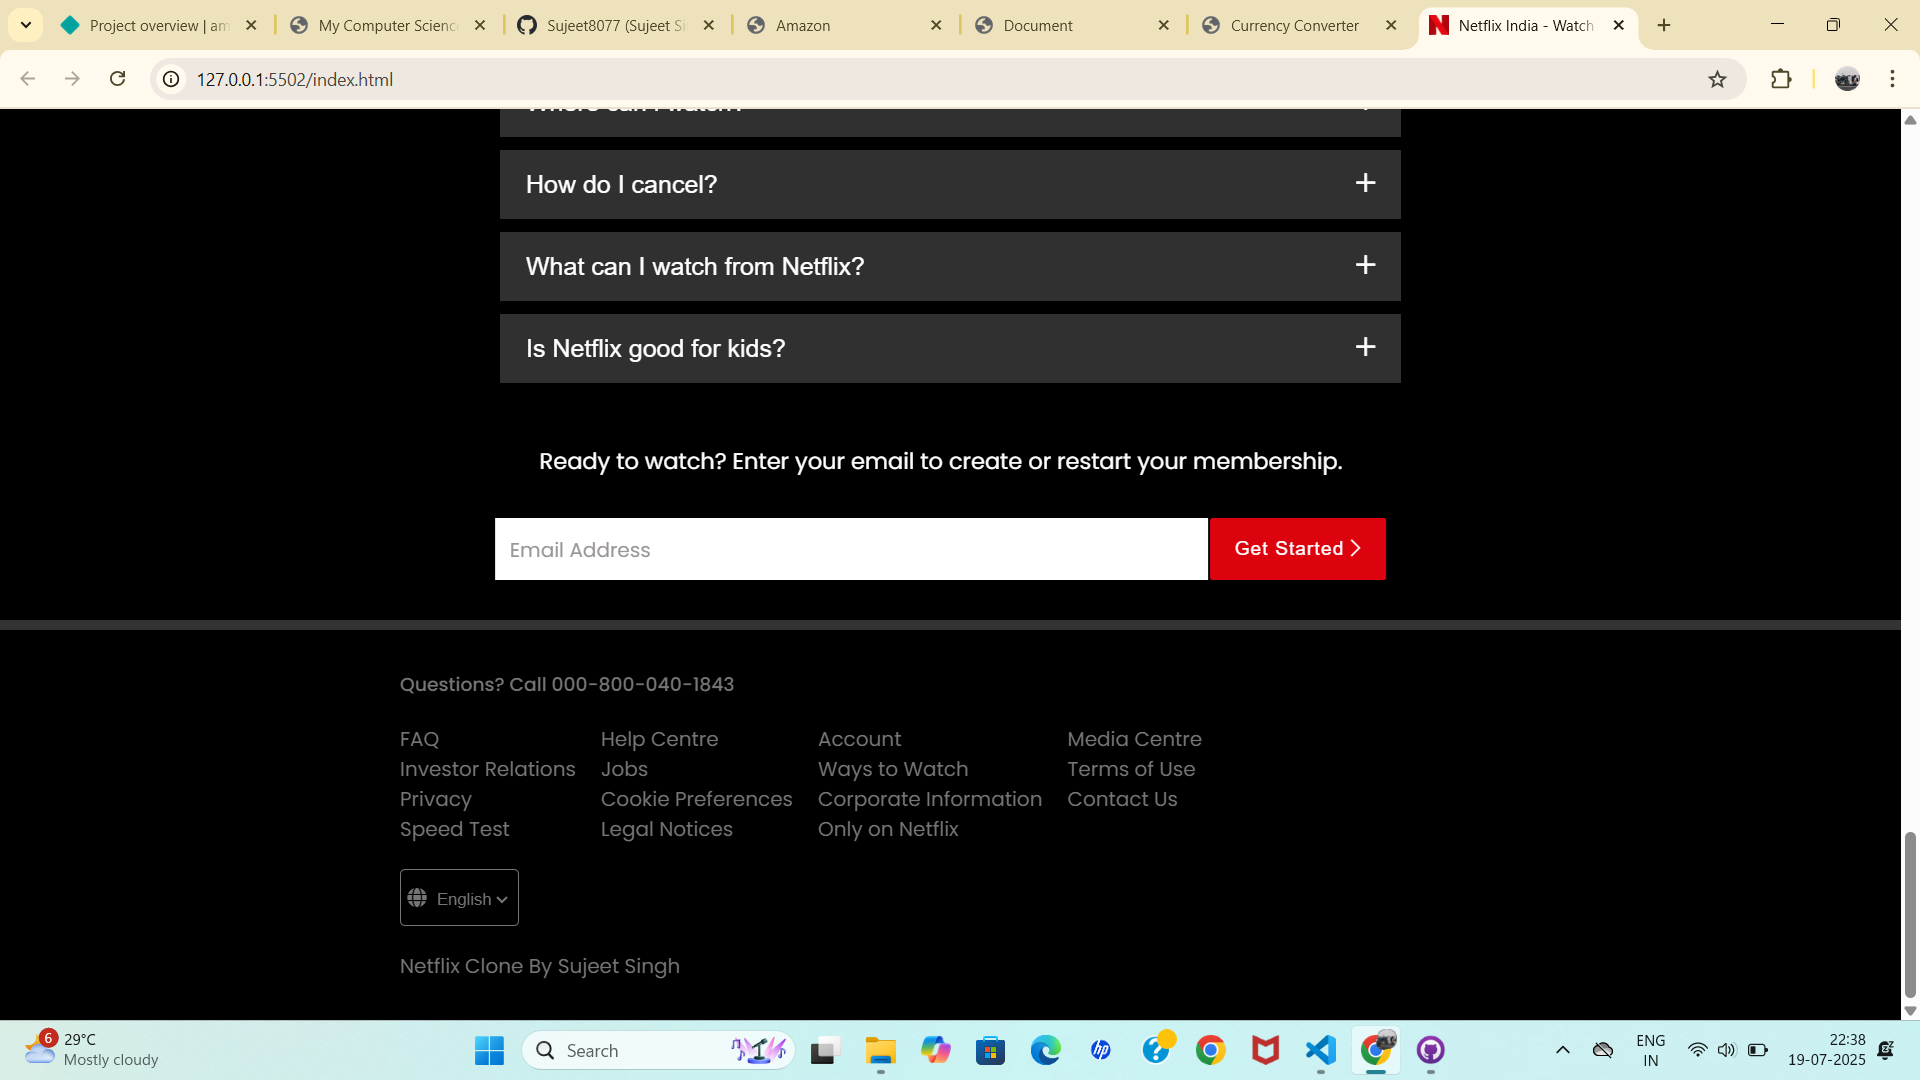 Project overview | am
My Computer Science
Sujeet8077 (Sujeet Si
Amazon
Document
Currency Converter
Netflix India - Watch
127.0.0.1:5502/index.html
Where can I watch?
How do I cancel?
What can I watch from Netflix?
Is Netflix good for kids?
Ready to watch? Enter your email to create or restart your membership.
Email Address
Get Started
Questions? Call 000-800-040-1843
FAQ Help Centre Account Media Centre
Investor Relations Jobs Ways to Watch Terms of Use
Privacy Cookie Preferences Corporate Information Contact Us
Speed Test Legal Notices Only on Netflix
English
Netflix Clone By Sujeet Singh
6
29°C
Mostly cloudy
Search
hp
ENG
IN
22:38
19-07-2025